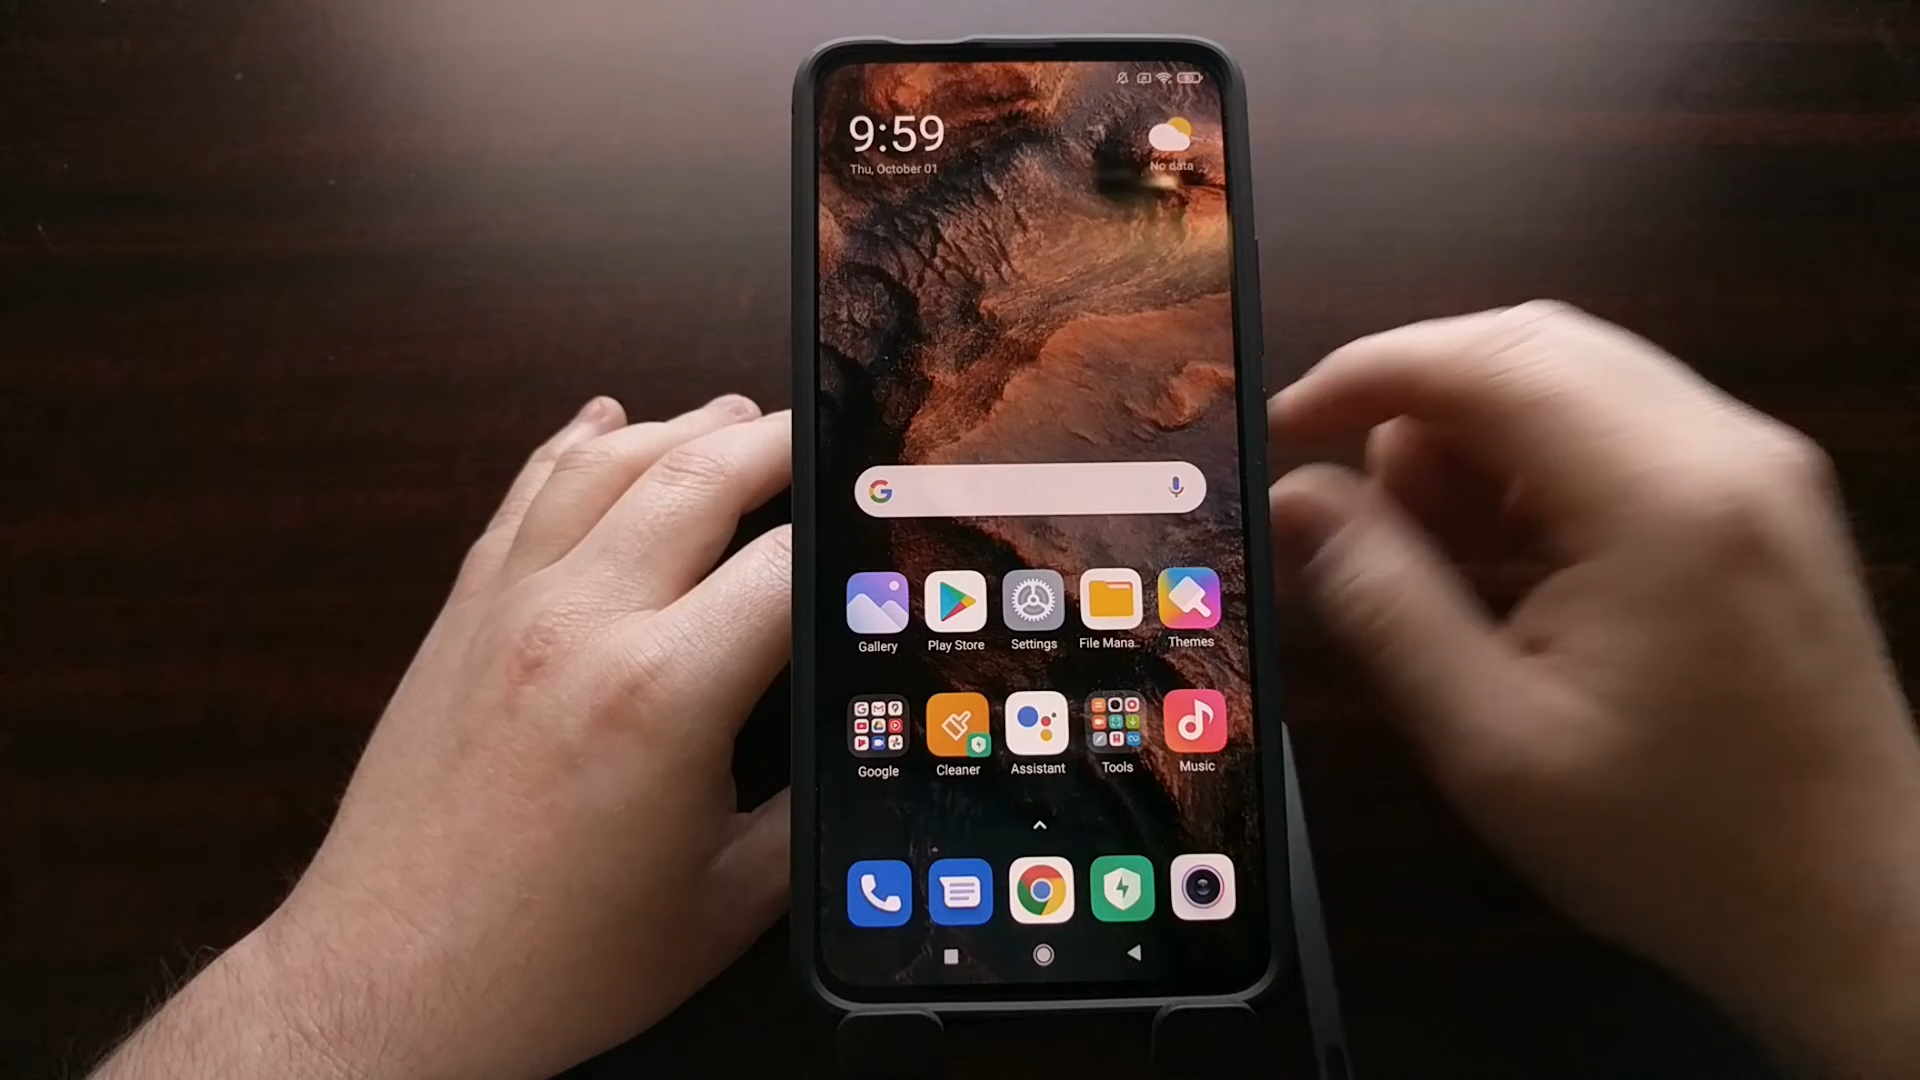 9:59
Thu, October 01
No data
Gallery
Play Store
Settings
File Mana..
Themes
Google
Cleaner
Assistant
Tools
Music